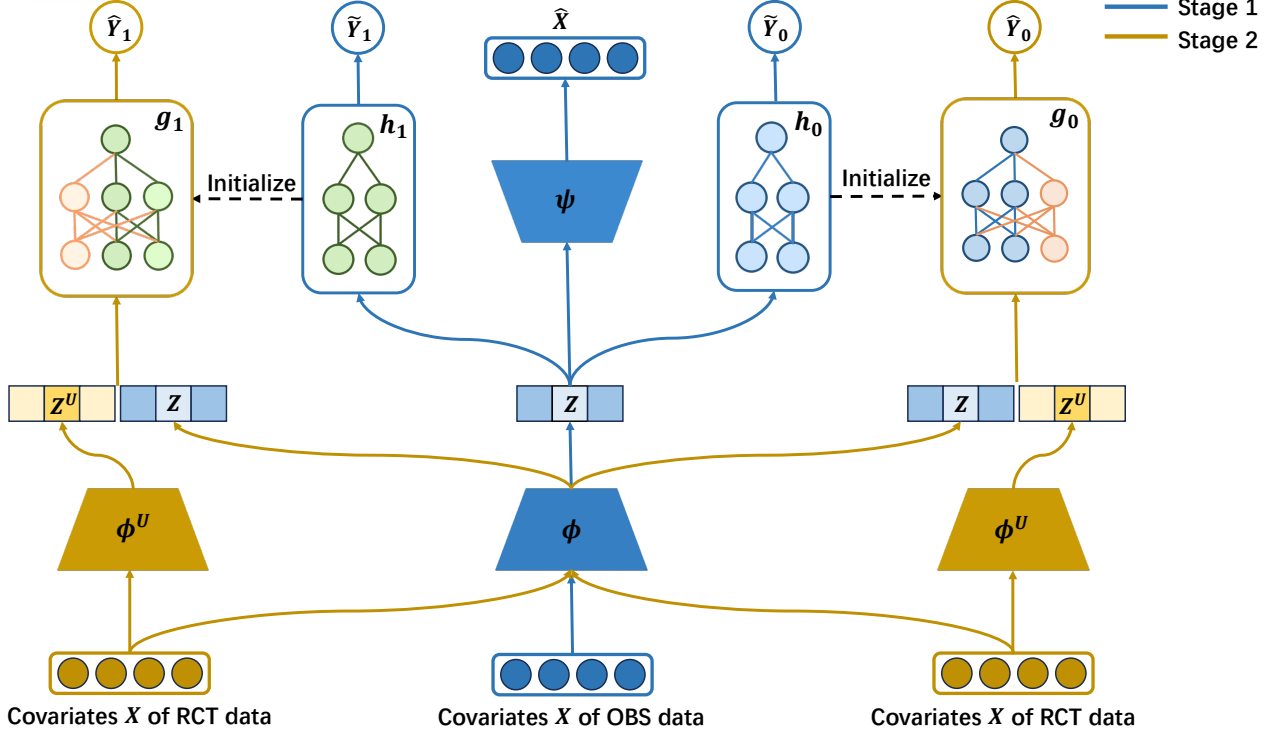 Ŷ₁
Ỹ₁
X̂
Ỹ₀
Ŷ₀
Stage 1
Stage 2
g₁
h₁
h₀
g₀
Initialize
ψ
Initialize
Zᵁ Z
Z
Z Zᵁ
ϕᵁ
ϕ
ϕᵁ
Covariates X of RCT data
Covariates X of OBS data
Covariates X of RCT data